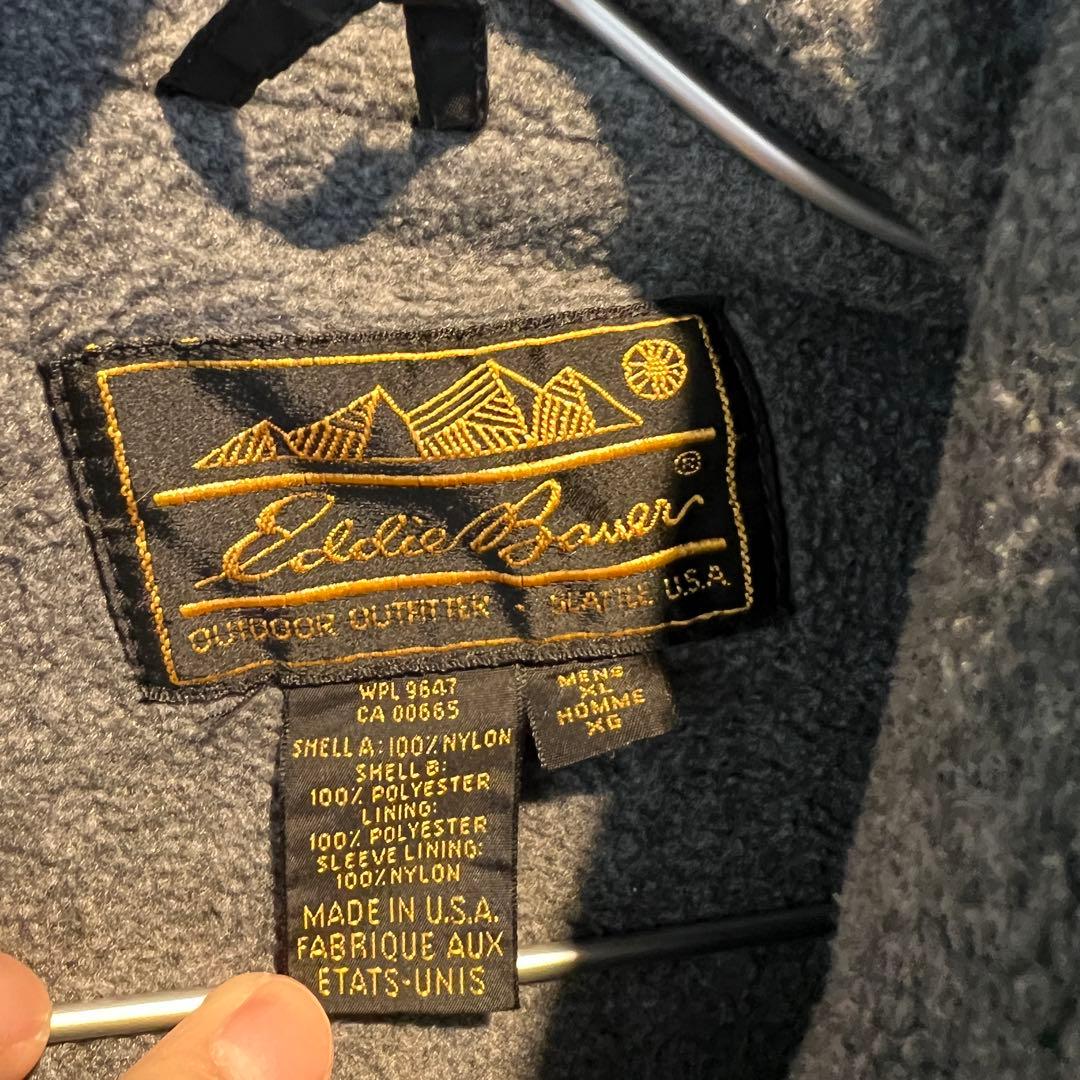 Eddie Bauer ®
OUTDOOR OUTFITTER · SEATTLE U.S.A
WPL 9647
CA 00665
SHELL A: 100% NYLON
SHELL B:
100% POLYESTER
LINING:
100% POLYESTER
SLEEVE LINING:
100% NYLON
MADE IN U.S.A.
FABRIQUE AUX
ETATS-UNIS
MENS
XL
HOMME
XG